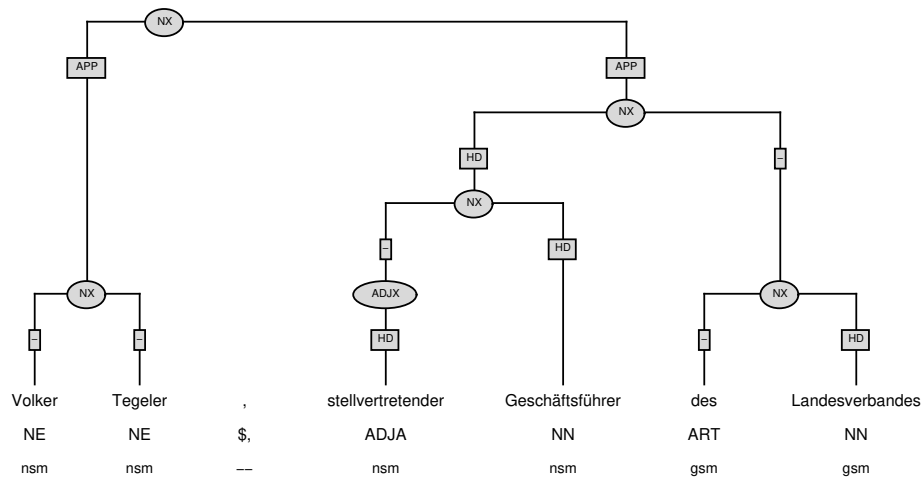 NX
APP APP
NX
HD –
NX
– HD
NX ADJX NX
– – HD – HD
Volker Tegeler , stellvertretender Geschäftsführer des Landesverbandes
NE NE $, ADJA NN ART NN
nsm nsm –– nsm nsm gsm gsm